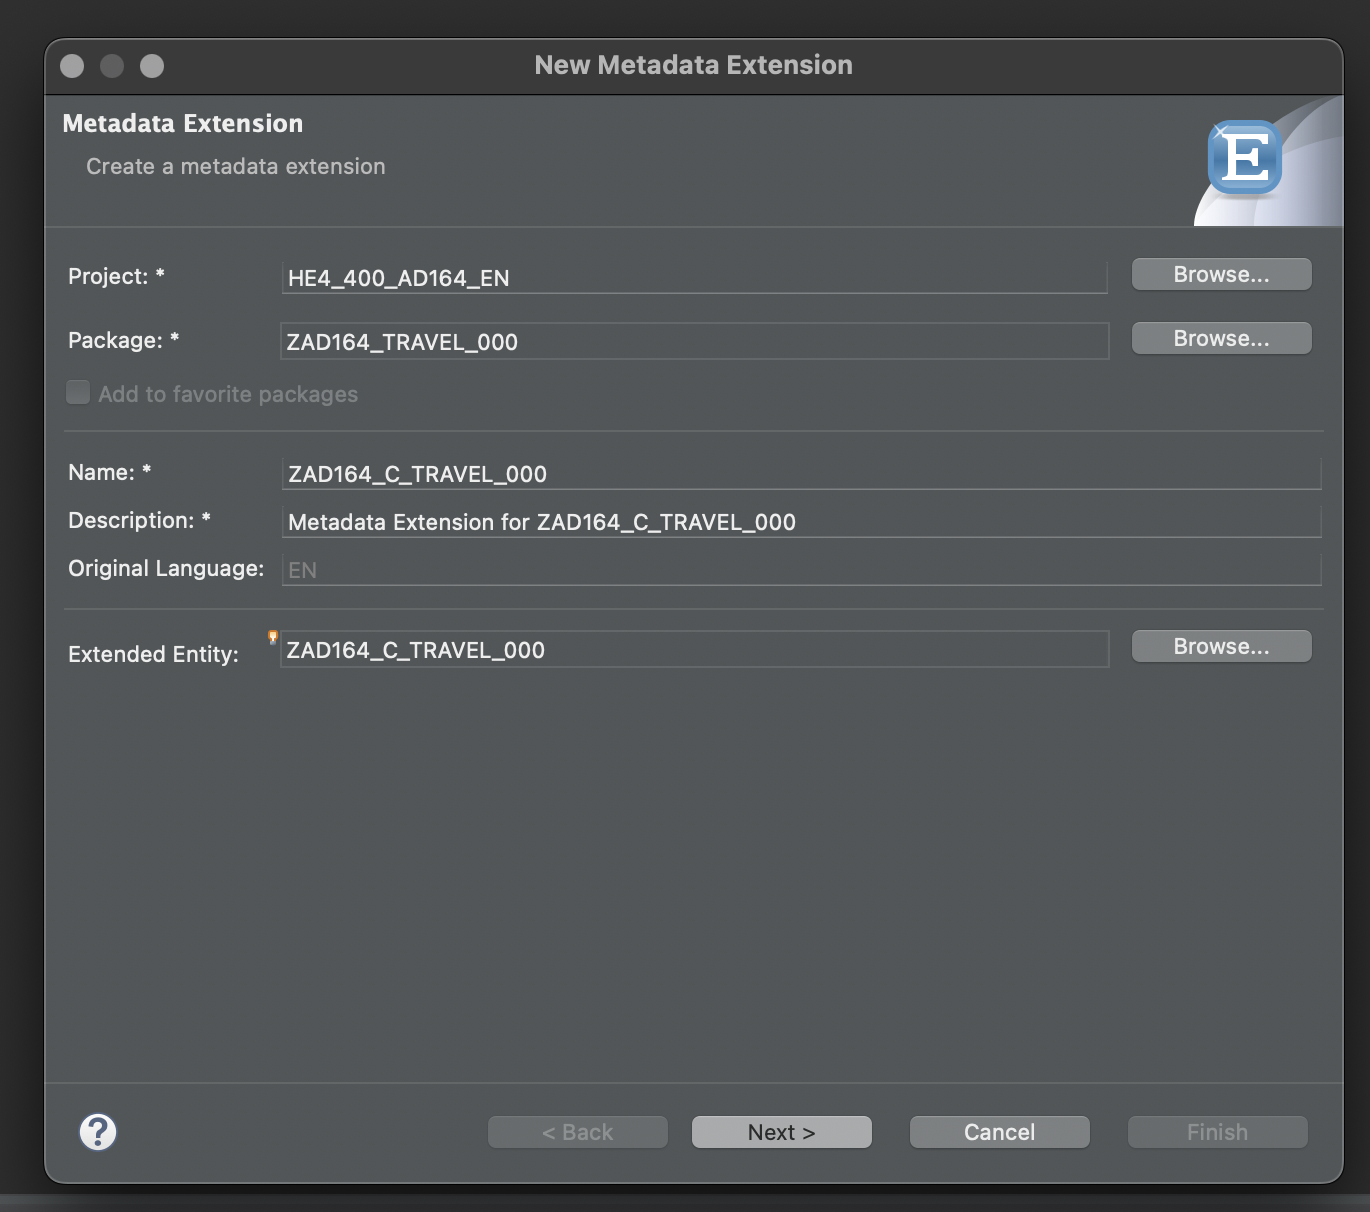 New Metadata Extension
Metadata Extension
Create a metadata extension
E
Project: * HE4_400_AD164_EN Browse...
Package: * ZAD164_TRAVEL_000 Browse...
Add to favorite packages
Name: * ZAD164_C_TRAVEL_000
Description: * Metadata Extension for ZAD164_C_TRAVEL_000
Original Language: EN
Extended Entity: ZAD164_C_TRAVEL_000 Browse...
? < Back Next > Cancel Finish